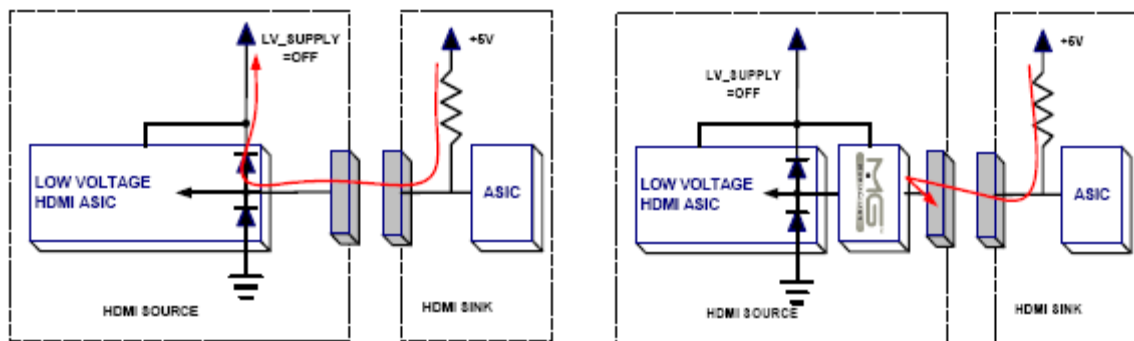 LV_SUPPLY
=OFF
+5V
LOW VOLTAGE
HDMI ASIC
ASIC
HDMI SOURCE
HDMI SINK
LV_SUPPLY
=OFF
+5V
LOW VOLTAGE
HDMI ASIC
MG
ASIC
HDMI SOURCE
HDMI SINK